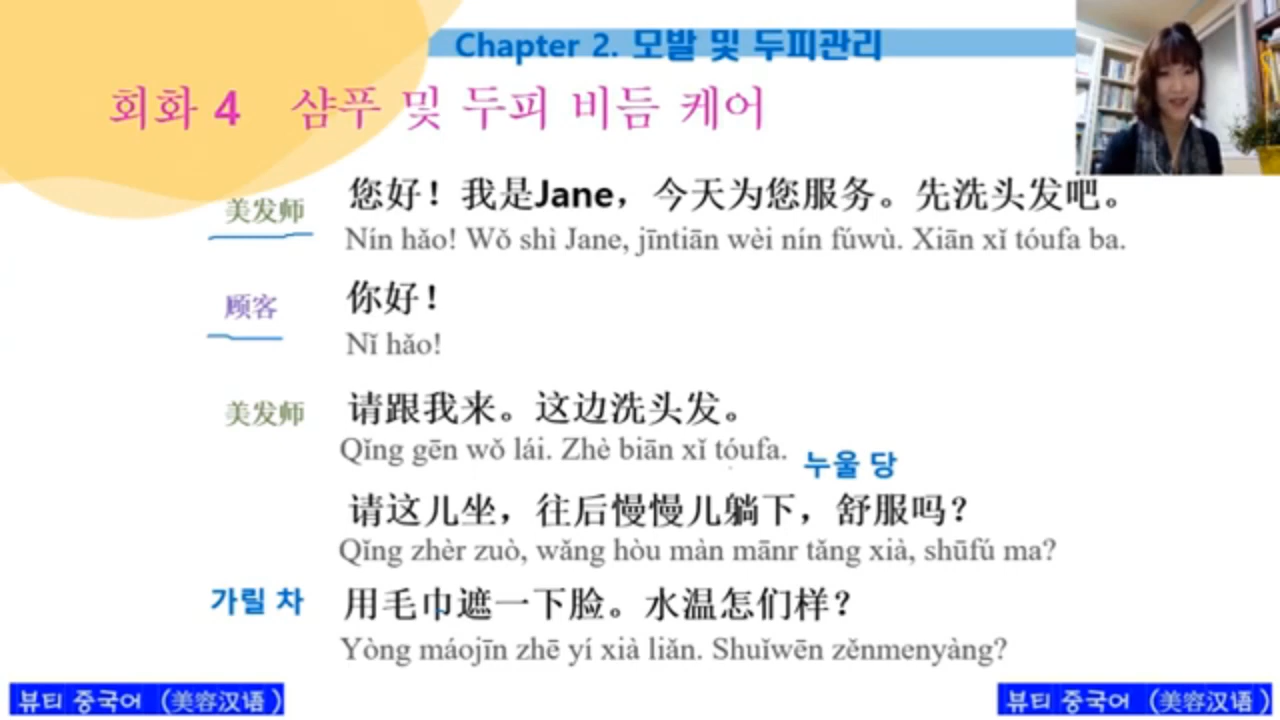 Chapter 2. 모발 및 두피관리
회화 4 샴푸 및 두피 비듬 케어
美发师 您好！我是Jane，今天为您服务。先洗头发吧。
Nín hǎo! Wǒ shì Jane, jīntiān wèi nín fúwù. Xiān xǐ tóufa ba.
顾客 你好！
Nǐ hǎo!
美发师 请跟我来。这边洗头发。
Qǐng gēn wǒ lái. Zhè biān xǐ tóufa.
누울 당
请这儿坐，往后慢慢儿躺下，舒服吗？
Qǐng zhèr zuò, wǎng hòu màn mānr tǎng xià, shūfú ma?
가릴 차 用毛巾遮一下脸。水温怎们样？
Yòng máojīn zhē yí xià liǎn. Shuǐwēn zěnmenyàng?
뷰티 중국어 （美容汉语）
뷰티 중국어 （美容汉语）